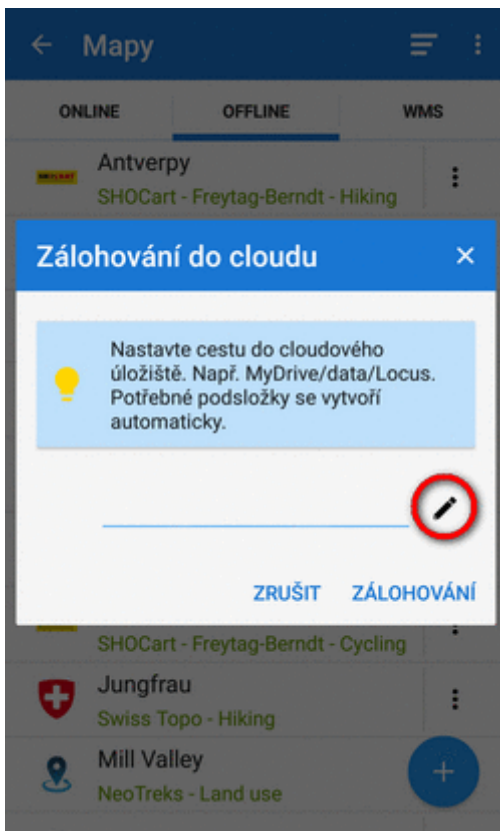 Mapy
ONLINE OFFLINE WMS
Antverpy
SHOCart - Freytag-Berndt - Hiking
Zálohování do cloudu
Nastavte cestu do cloudového
úložiště. Např. MyDrive/data/Locus.
Potřebné podsložky se vytvoří
automaticky.
ZRUŠIT ZÁLOHOVÁNÍ
SHOCart - Freytag-Berndt - Cycling
Jungfrau
Swiss Topo - Hiking
Mill Valley
NeoTreks - Land use